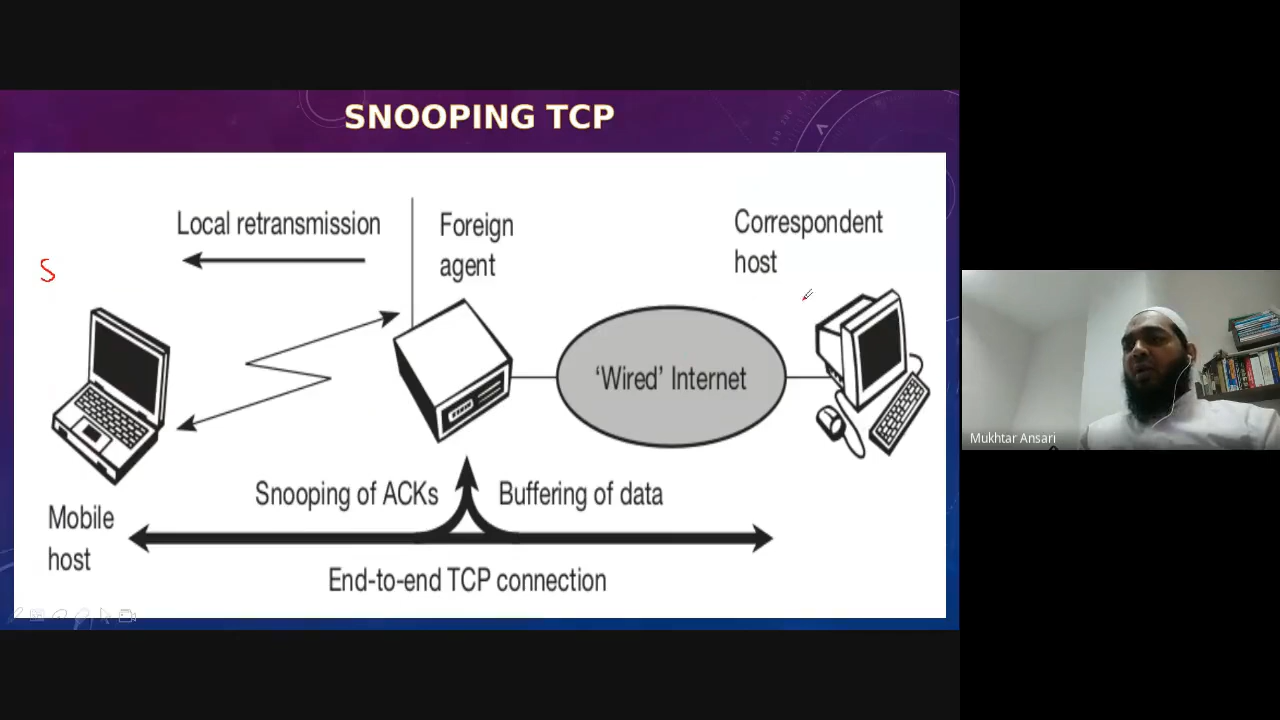 SNOOPING TCP
Local retransmission
Foreign
agent
Correspondent
host
S
'Wired' Internet
Snooping of ACKs
Buffering of data
Mobile
host
End-to-end TCP connection
Mukhtar Ansari